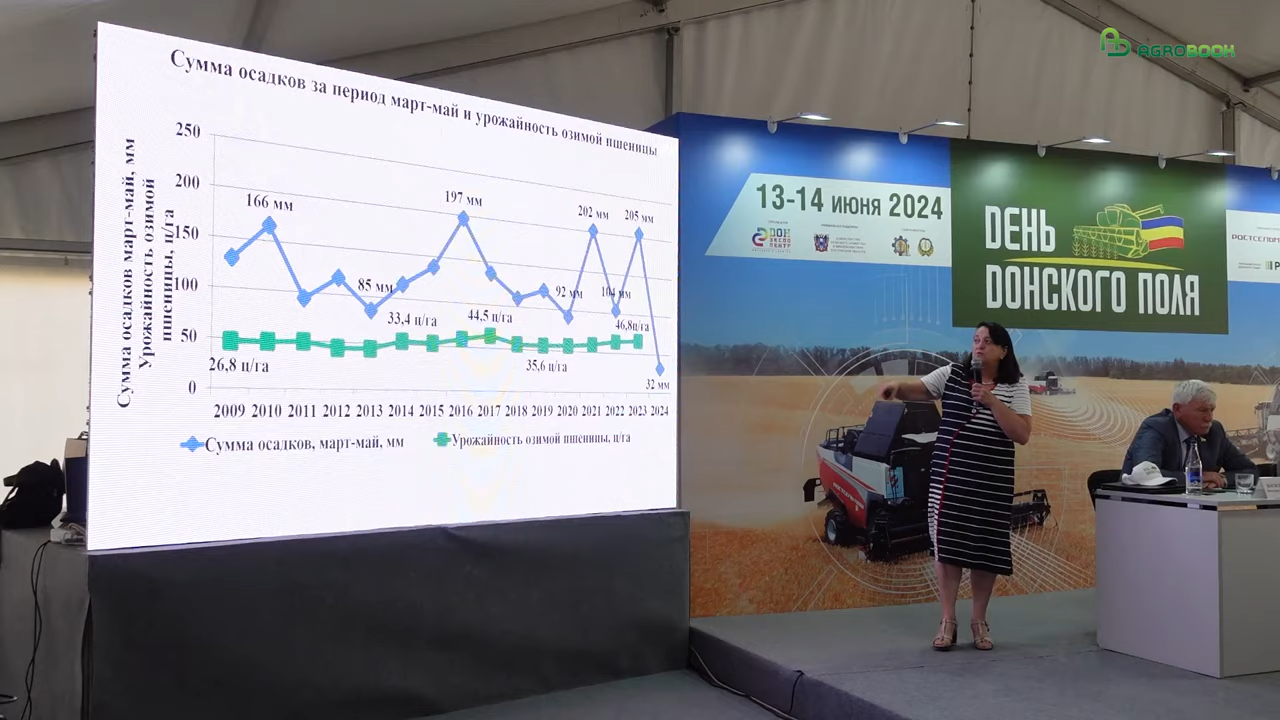 AGROBOOK
Сумма осадков за период март-май и урожайность озимой пшеницы
Сумма осадков март-май, мм
Урожайность озимой
пшеницы, ц/га
250
200
150
100
50
0
166 мм
197 мм
202 мм
205 мм
85 мм
92 мм
104 мм
33,4 ц/га
44,5 ц/га
46,8ц/га
26,8 ц/га
35,6 ц/га
32 мм
2009 2010 2011 2012 2013 2014 2015 2016 2017 2018 2019 2020 2021 2022 2023 2024
Сумма осадков, март-май, мм
Урожайность озимой пшеницы, ц/га
13-14 июня 2024
ДОН
ЭКСПО
ЦЕНТР
ДЕНЬ
ДОНСКОГО ПОЛЯ